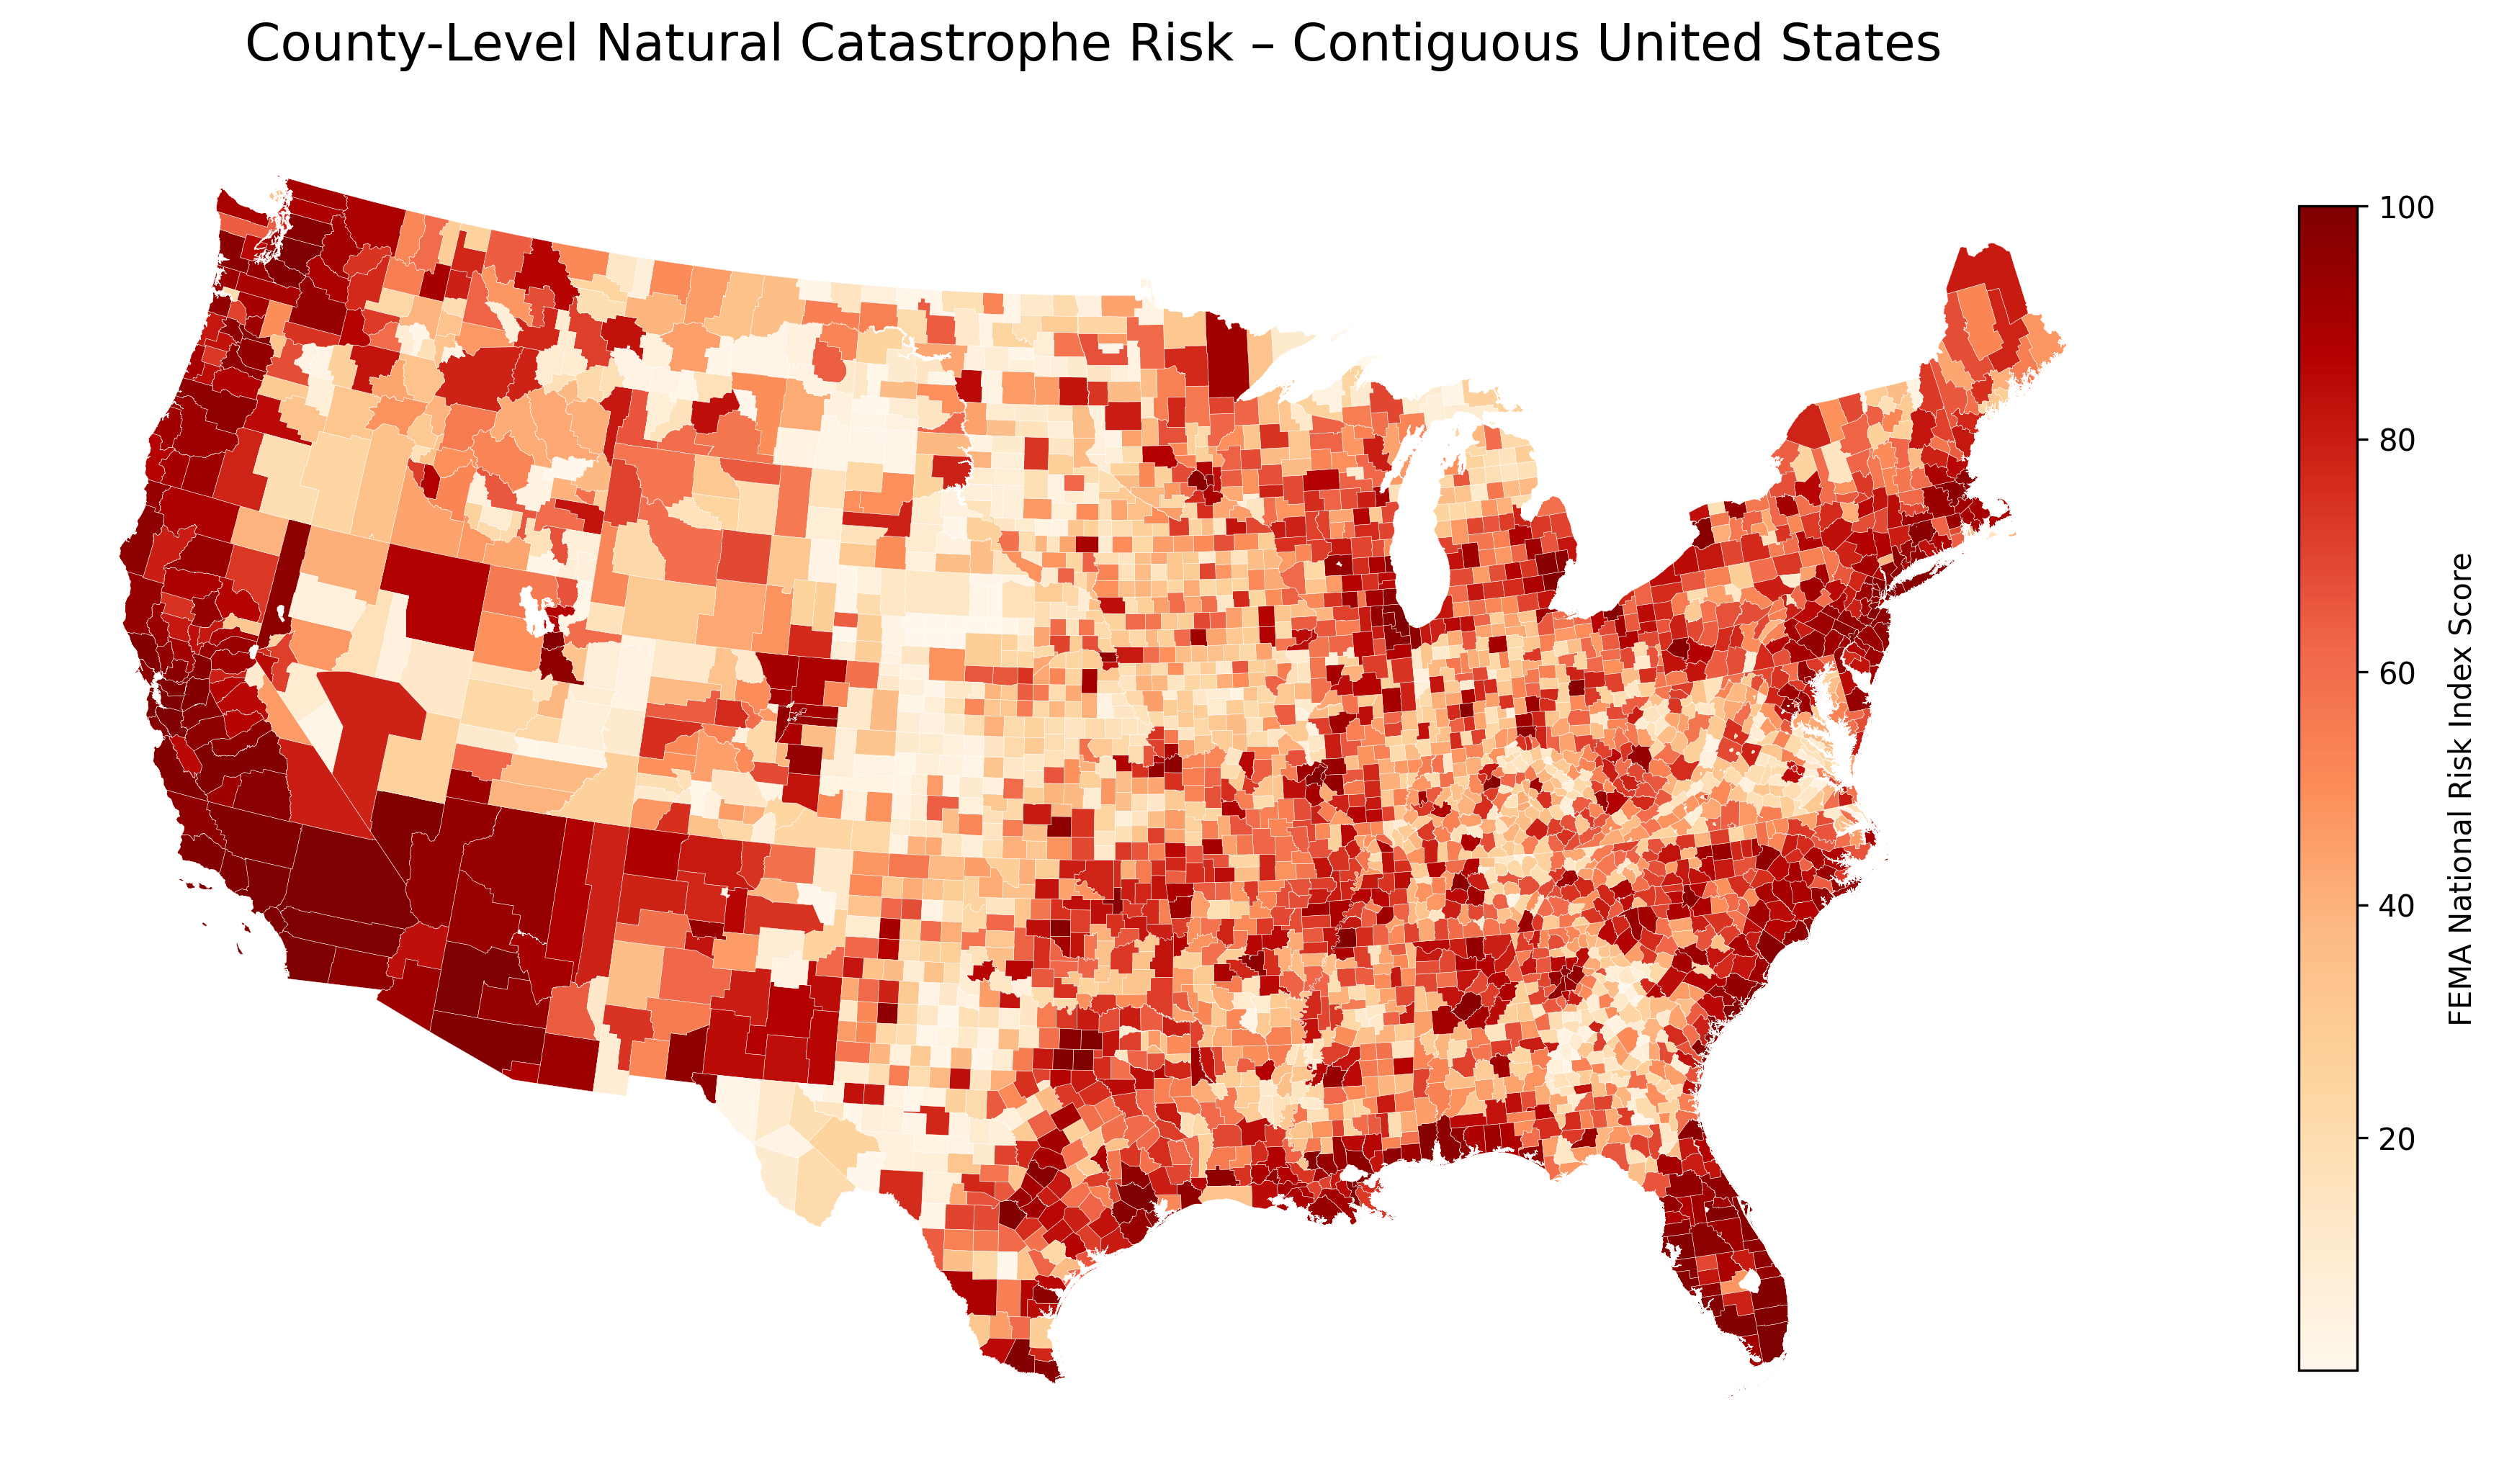 County-Level Natural Catastrophe Risk – Contiguous United States
100
80
60
40
20
FEMA National Risk Index Score